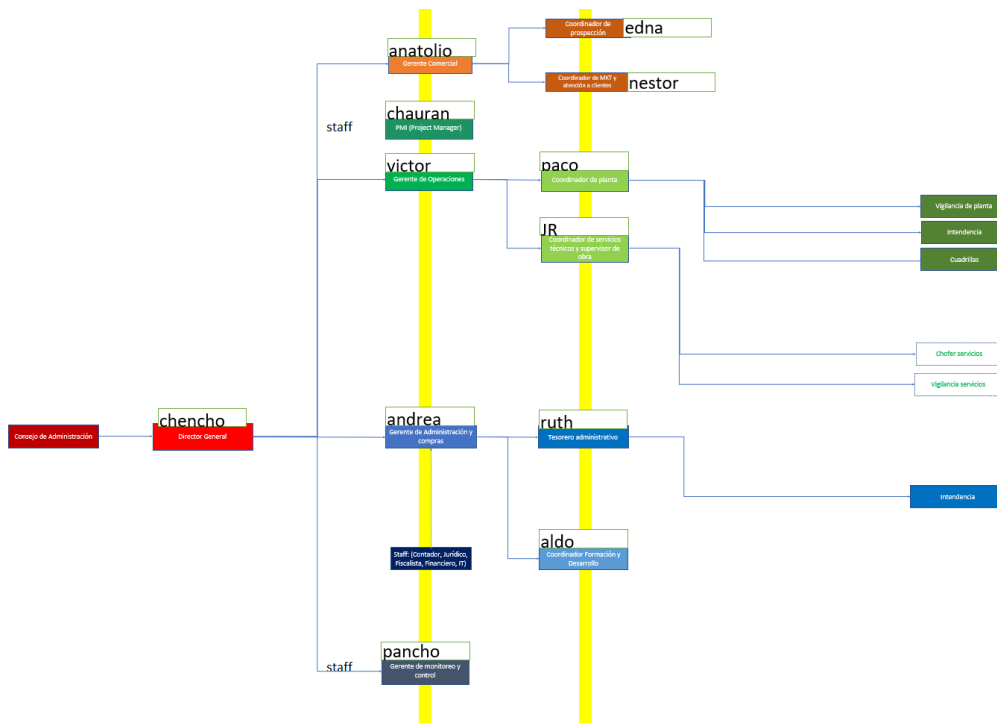 edna
Coordinador de
prospección
anatolio
Gerente Comercial
nestor
Coordinador de MKT y
atención a clientes
chauran
staff
PMI (Project Manager)
victor
Gerente de Operaciones
paco
Coordinador de planta
Vigilancia de planta
Intendencia
Cuadrillas
JR
Coordinador de servicios
técnicos y supervisor de
obra
Chofer servicios
Vigilancia servicios
chencho
Consejo de Administración
Director General
andrea
Gerente de Administración y
compras
ruth
Tesorero administrativo
Intendencia
Staff: (Contador, Jurídico,
Fiscalista, Financiero, IT)
aldo
Coordinador Formación y
Desarrollo
pancho
staff
Gerente de monitoreo y
control